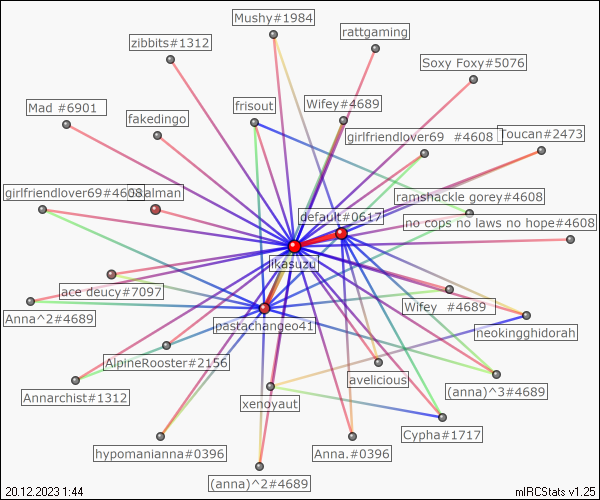 Mushy#1984
rattgaming
zibbits#1312
Soxy Foxy#5076
Mad #6901
frisout
Wifey#4689
fakedingo
girlfriendlover69 #4608
Toucan#2473
girlfriendlover69#4608
ramshackle gorey#4608
default#0617
no cops no laws no hope#4608
ikasuzu
ace deucy#7097
Wifey #4689
Anna^2#4689
pastachangeo41
neokingghidorah
AlpineRooster#2156
avelicious
Annarchist#1312
xenoyaut
(anna)^3#4689
Cypha#1717
hypomanianna#0396
Anna.#0396
(anna)^2#4689
20.12.2023 1:44
mIRCStats v1.25